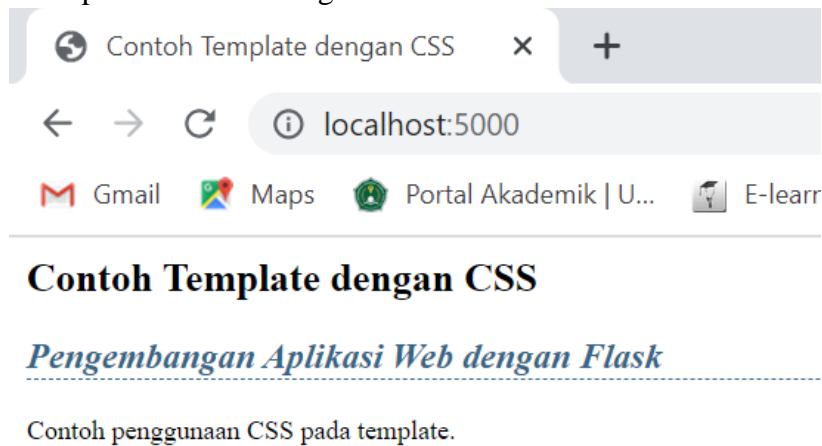 Contoh Template dengan CSS
localhost:5000
Gmail Maps Portal Akademik | U... E-learn
Contoh Template dengan CSS
Pengembangan Aplikasi Web dengan Flask
Contoh penggunaan CSS pada template.